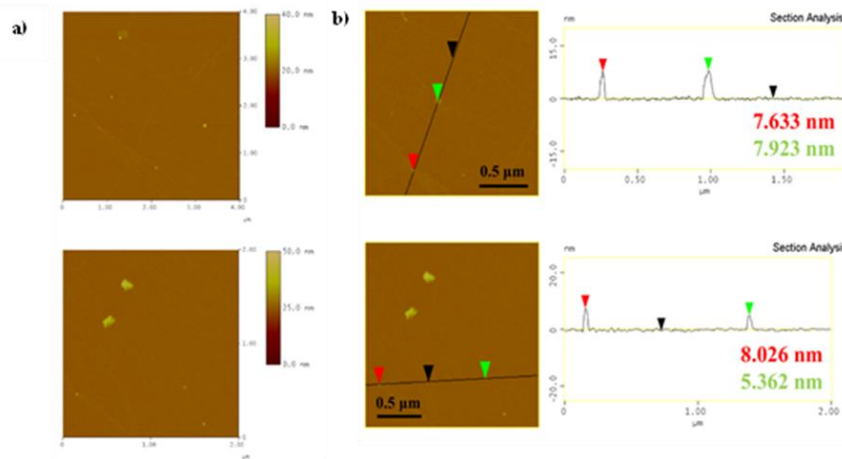 a)
40.0 nm
20.0 nm
0.0 nm
4.00
3.00
2.00
1.00
0
0
1.00
2.00
3.00
4.00
µm
50.0 nm
25.0 nm
0.0 nm
2.00
1.00
0
0
1.00
2.00
µm
b)
0.5 µm
Section Analysis
nm
15.0
0
-15.0
0
0.50
1.00
1.50
µm
7.633 nm
7.923 nm
0.5 µm
Section Analysis
nm
20.0
0
-20.0
0
1.00
2.00
µm
8.026 nm
5.362 nm